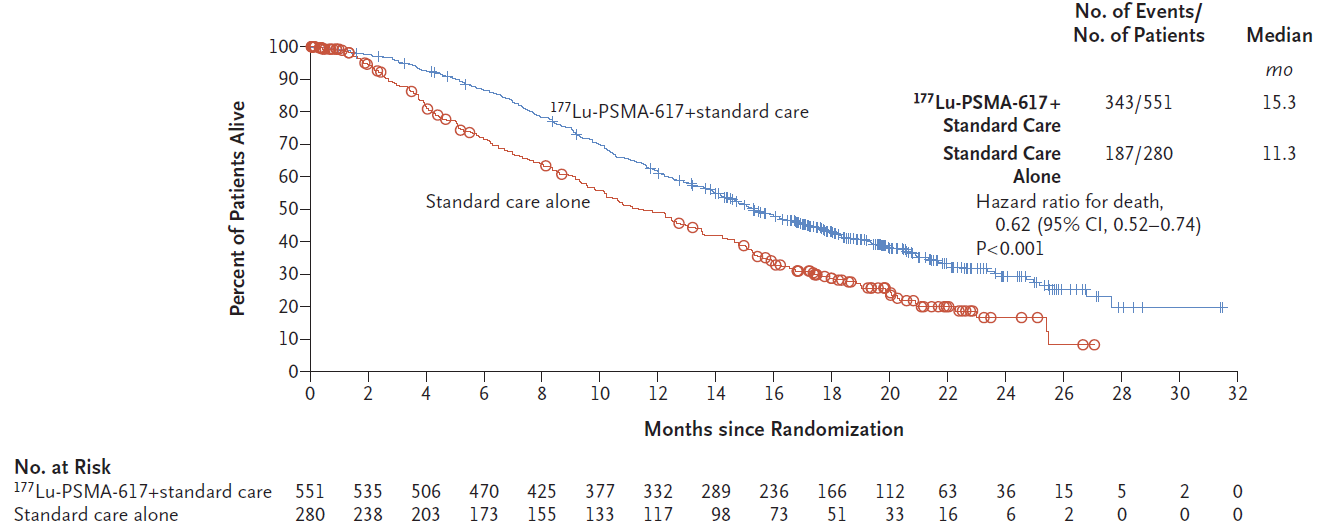 No. of Events/
No. of Patients Median
mo
¹⁷⁷Lu-PSMA-617+ 343/551 15.3
Standard Care
Standard Care 187/280 11.3
Alone
Hazard ratio for death,
0.62 (95% CI, 0.52–0.74)
P<0.001
¹⁷⁷Lu-PSMA-617+standard care
Standard care alone
Percent of Patients Alive
100
90
80
70
60
50
40
30
20
10
0
0 2 4 6 8 10 12 14 16 18 20 22 24 26 28 30 32
Months since Randomization
No. at Risk
¹⁷⁷Lu-PSMA-617+standard care 551 535 506 470 425 377 332 289 236 166 112 63 36 15 5 2 0
Standard care alone 280 238 203 173 155 133 117 98 73 51 33 16 6 2 0 0 0